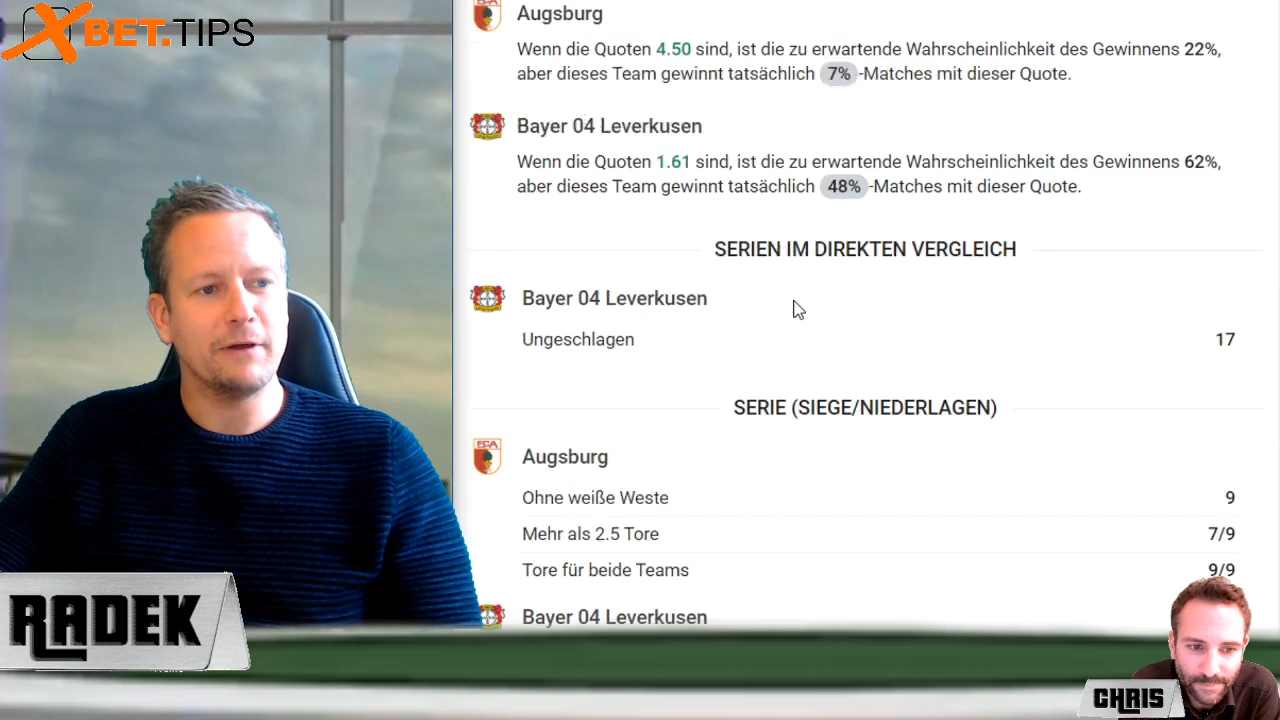 XBET.TIPS
Augsburg
Wenn die Quoten 4.50 sind, ist die zu erwartende Wahrscheinlichkeit des Gewinnens 22%,
aber dieses Team gewinnt tatsächlich 7% -Matches mit dieser Quote.
Bayer 04 Leverkusen
Wenn die Quoten 1.61 sind, ist die zu erwartende Wahrscheinlichkeit des Gewinnens 62%,
aber dieses Team gewinnt tatsächlich 48% -Matches mit dieser Quote.
SERIEN IM DIREKTEN VERGLEICH
Bayer 04 Leverkusen
Ungeschlagen 17
SERIE (SIEGE/NIEDERLAGEN)
FCA
Augsburg
Ohne weiße Weste 9
Mehr als 2.5 Tore 7/9
Tore für beide Teams 9/9
Bayer 04 Leverkusen
RADEK
CHRIS